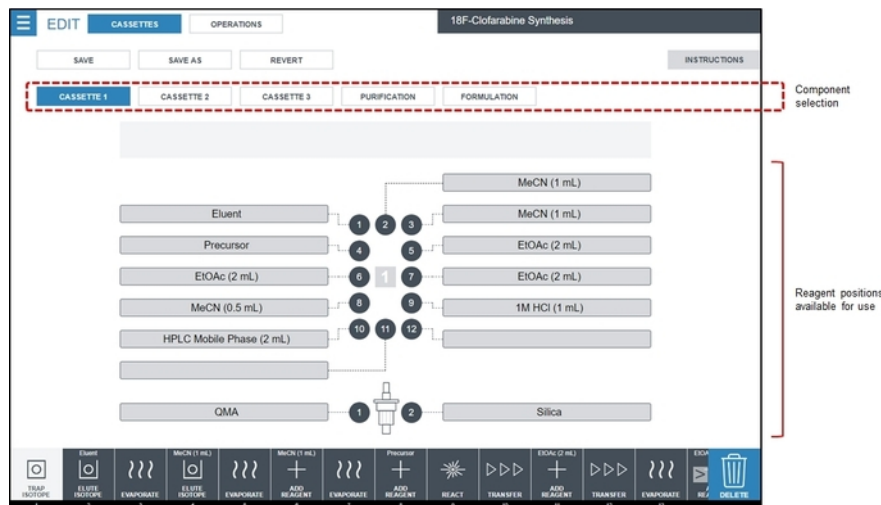 EDIT CASSETTES OPERATIONS 18F-Clofarabine Synthesis
SAVE SAVE AS REVERT INSTRUCTIONS
CASSETTE 1 CASSETTE 2 CASSETTE 3 PURIFICATION FORMULATION
Component
selection
MeCN (1 mL)
Eluent 1 2 3 MeCN (1 mL)
Precursor 4 5 EtOAc (2 mL)
EtOAc (2 mL) 6 1 7 EtOAc (2 mL)
MeCN (0.5 mL) 8 9 1M HCl (1 mL)
HPLC Mobile Phase (2 mL) 10 11 12
Reagent positions
available for use
QMA 1 2 Silica
Eluent MeCN (1 mL) MeCN (1 mL) Precursor EtOAc (2 mL)
TRAP ISOTOPE ELUTE ISOTOPE EVAPORATE ELUTE ISOTOPE EVAPORATE ADD REAGENT EVAPORATE ADD REAGENT REACT TRANSFER ADD REAGENT TRANSFER EVAPORATE DELETE